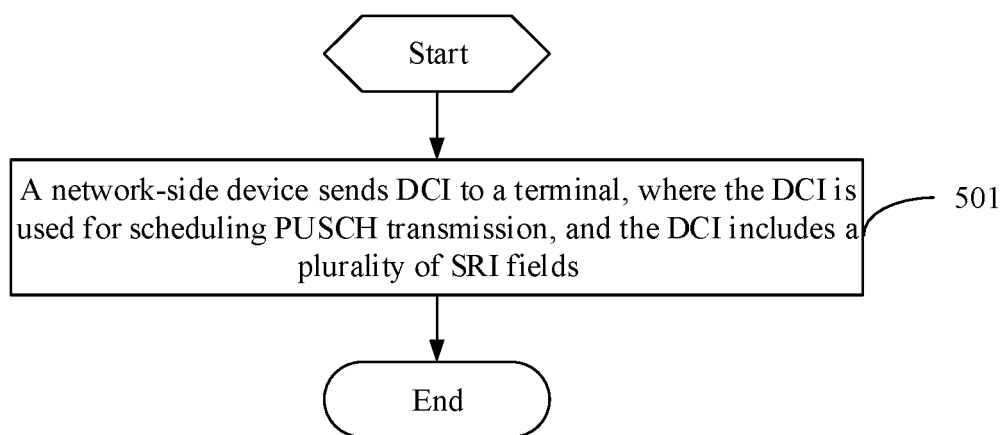 Start
A network-side device sends DCI to a terminal, where the DCI is
used for scheduling PUSCH transmission, and the DCI includes a
plurality of SRI fields
501
End